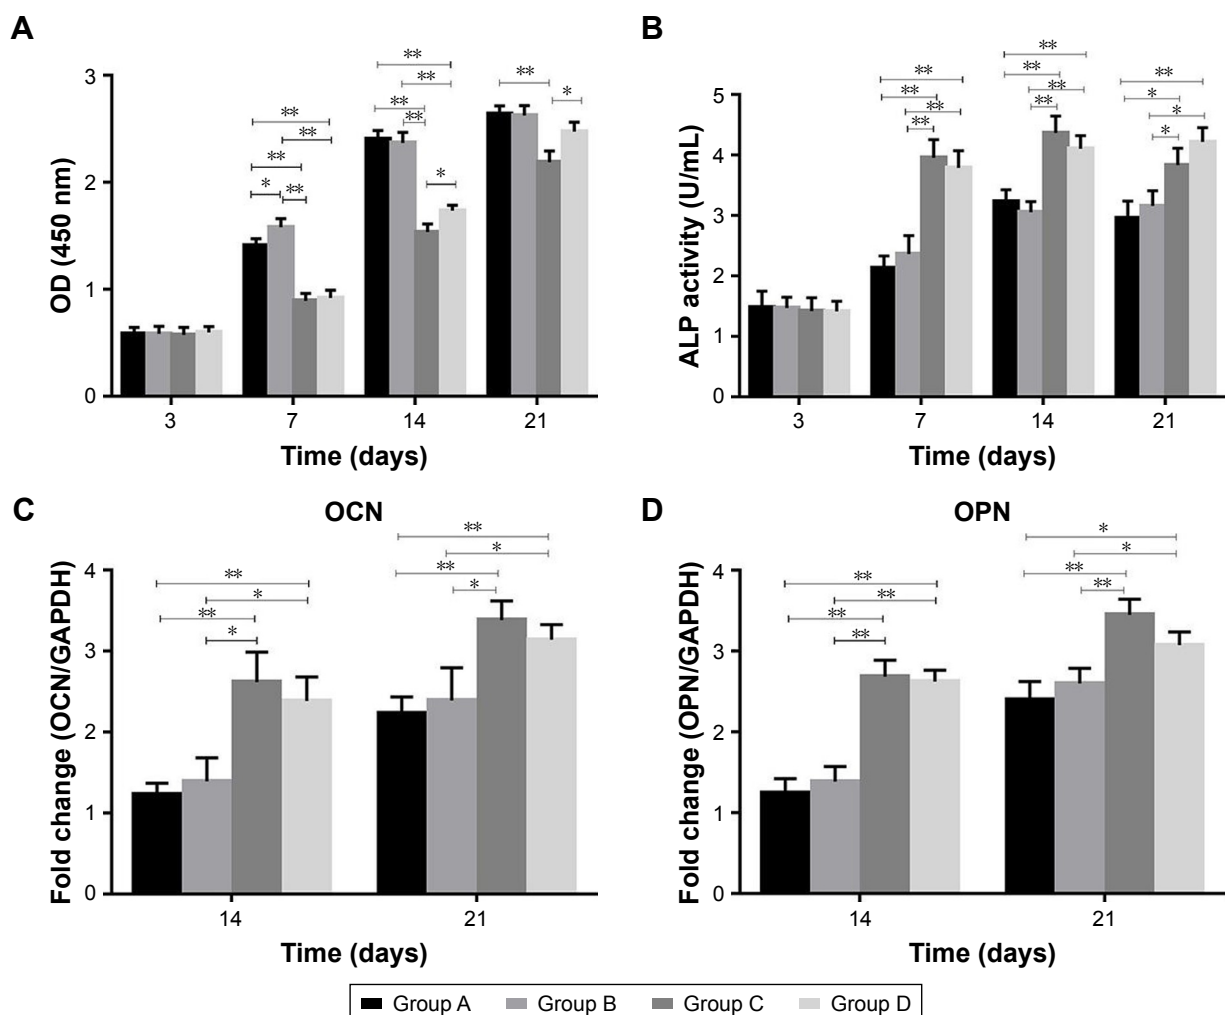 A
3
2
1
0
OD (450 nm)
** ** ** ** * **
** ** ** ** *
** *
3 7 14 21
Time (days)
B
5
4
3
2
1
0
ALP activity (U/mL)
** ** ** **
** ** ** **
** * * *
3 7 14 21
Time (days)
C
OCN
4
3
2
1
0
Fold change (OCN/GAPDH)
** * ** *
** * ** *
14 21
Time (days)
D
OPN
4
3
2
1
0
Fold change (OPN/GAPDH)
** ** ** **
* * ** **
14 21
Time (days)
Group A Group B Group C Group D